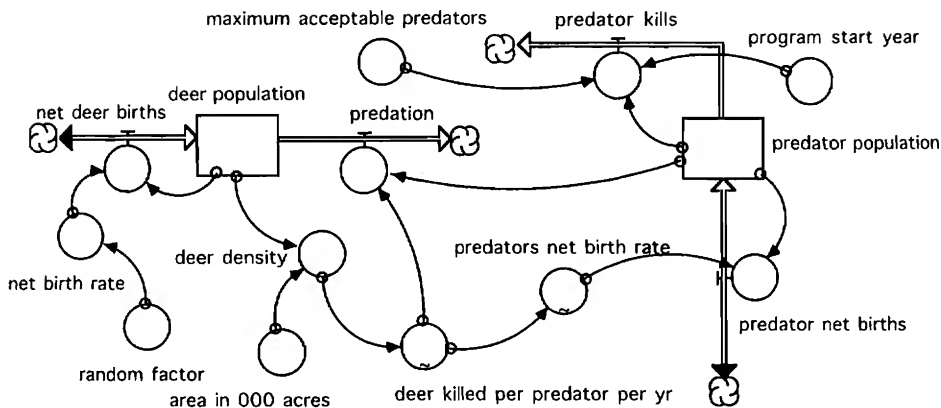 maximum acceptable predators
predator kills
program start year
net deer births
deer population
predation
predator population
deer density
predators net birth rate
net birth rate
predator net births
random factor
area in 000 acres
deer killed per predator per yr